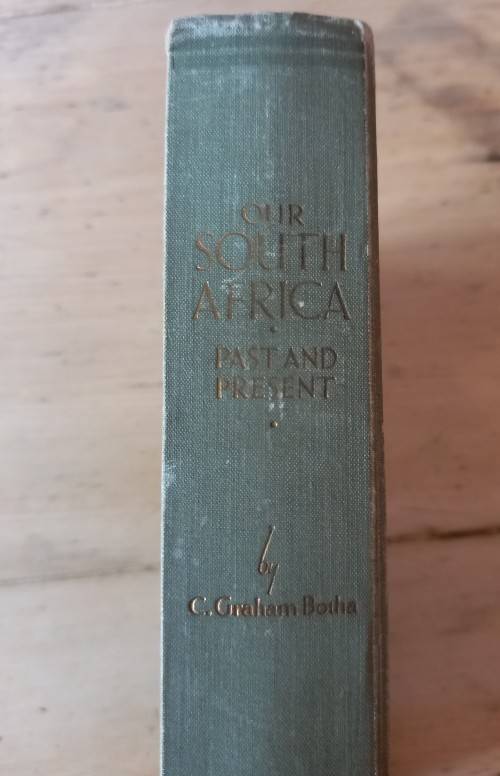 OUR
SOUTH
AFRICA
PAST AND
PRESENT
by
C. Graham Botha